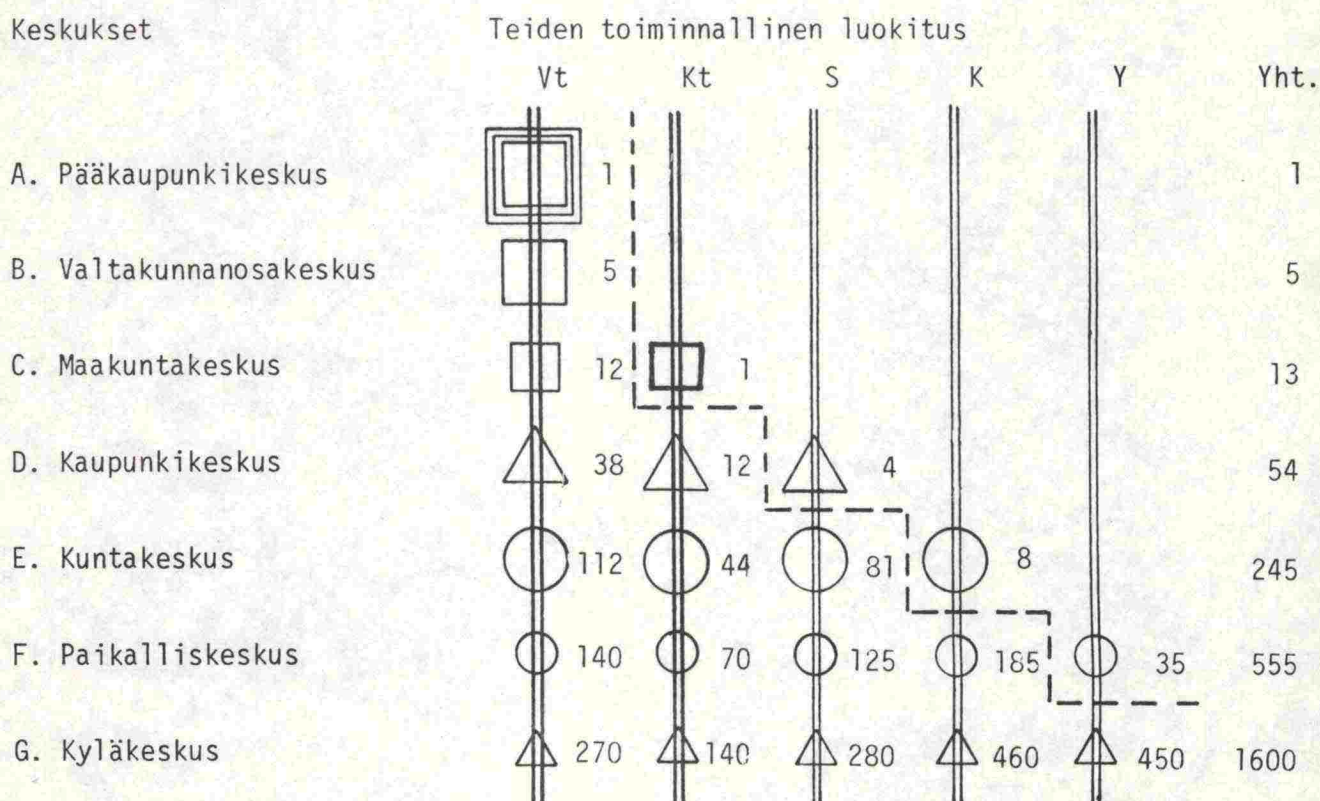 Keskukset Teiden toiminnallinen luokitus
Vt Kt S K Y Yht.
A. Pääkaupunkikeskus 1 1
B. Valtakunnanosakeskus 5 5
C. Maakuntakeskus 12 1 13
D. Kaupunkikeskus 38 12 4 54
E. Kuntakeskus 112 44 81 8 245
F. Paikalliskeskus 140 70 125 185 35 555
G. Kyläkeskus 270 140 280 460 450 1600